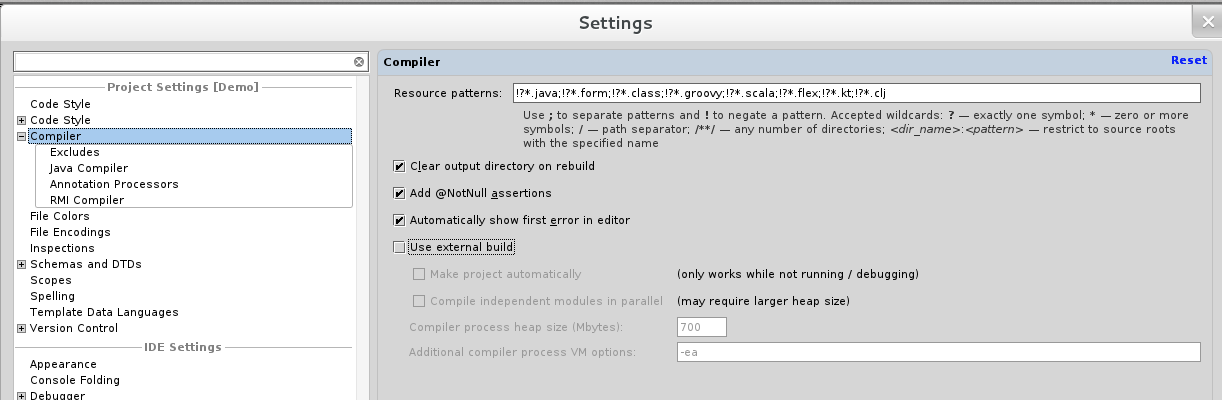 Settings
Project Settings [Demo]
Code Style
Code Style
Compiler
Excludes
Java Compiler
Annotation Processors
RMI Compiler
File Colors
File Encodings
Inspections
Schemas and DTDs
Scopes
Spelling
Template Data Languages
Version Control
IDE Settings
Appearance
Console Folding
Debugger
Compiler Reset
Resource patterns: !?*.java;!?*.form;!?*.class;!?*.groovy;!?*.scala;!?*.flex;!?*.kt;!?*.clj
Use ; to separate patterns and ! to negate a pattern. Accepted wildcards: ? — exactly one symbol; * — zero or more
symbols; / — path separator; /**/ — any number of directories; <dir_name>:<pattern> — restrict to source roots
with the specified name
Clear output directory on rebuild
Add @NotNull assertions
Automatically show first error in editor
Use external build
Make project automatically (only works while not running / debugging)
Compile independent modules in parallel (may require larger heap size)
Compiler process heap size (Mbytes): 700
Additional compiler process VM options: -ea